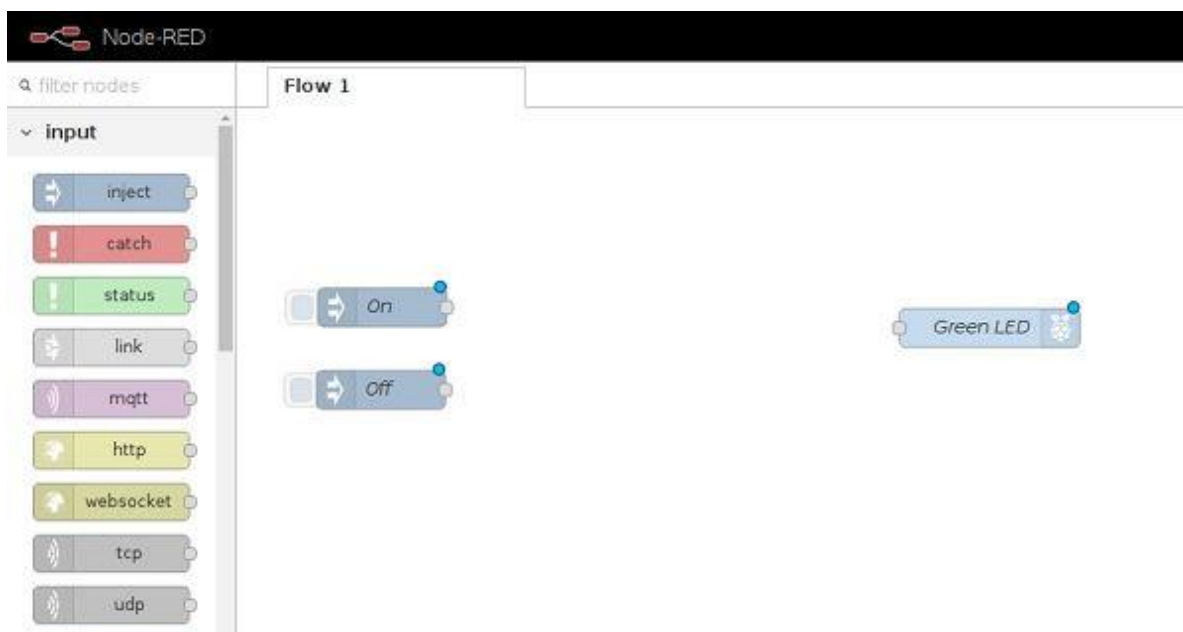 Node-RED
filter nodes
Flow 1
input
inject
catch
status
link
mqtt
http
websocket
tcp
udp
On
Off
Green LED